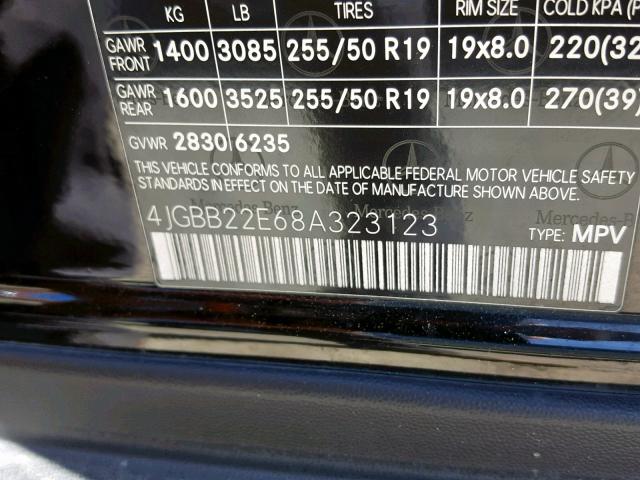 KG LB TIRES RIM SIZE COLD KPA (P
GAWR FRONT 1400 3085 255/50 R19 19x8.0 220(32
GAWR REAR 1600 3525 255/50 R19 19x8.0 270(39)
GVWR 2830 6235
THIS VEHICLE CONFORMS TO ALL APPLICABLE FEDERAL MOTOR VEHICLE SAFETY
STANDARDS IN EFFECT ON THE DATE OF MANUFACTURE SHOWN ABOVE.
Mercedes-Benz
4JGBB22E68A323123
TYPE: MPV